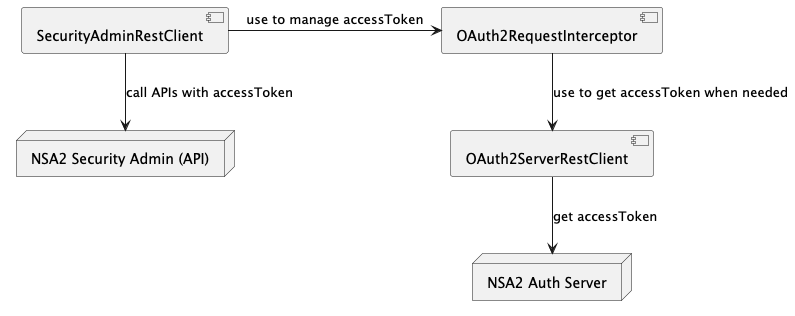 use to manage accessToken
SecurityAdminRestClient
OAuth2RequestInterceptor
call APIs with accessToken
use to get accessToken when needed
NSA2 Security Admin (API)
OAuth2ServerRestClient
get accessToken
NSA2 Auth Server